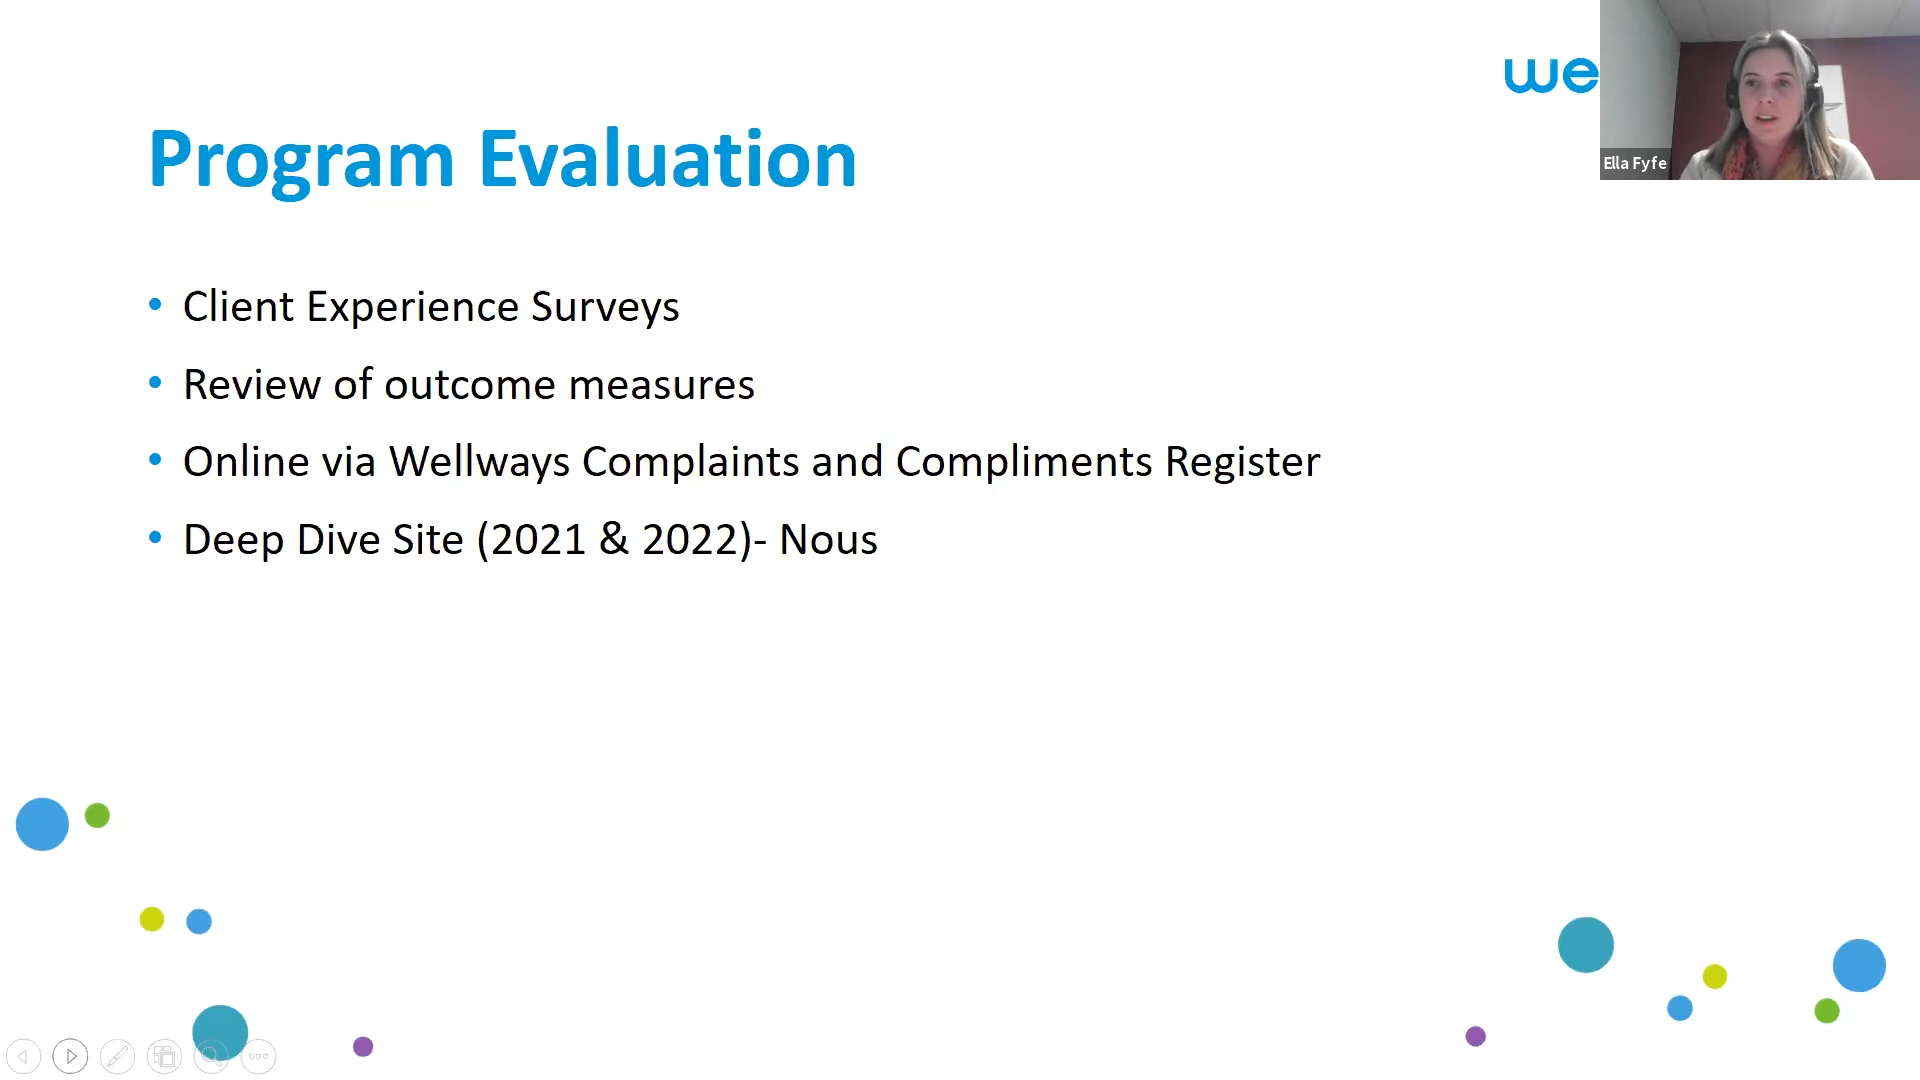 we
Ella Fyfe
Program Evaluation
• Client Experience Surveys
• Review of outcome measures
• Online via Wellways Complaints and Compliments Register
• Deep Dive Site (2021 & 2022)- Nous